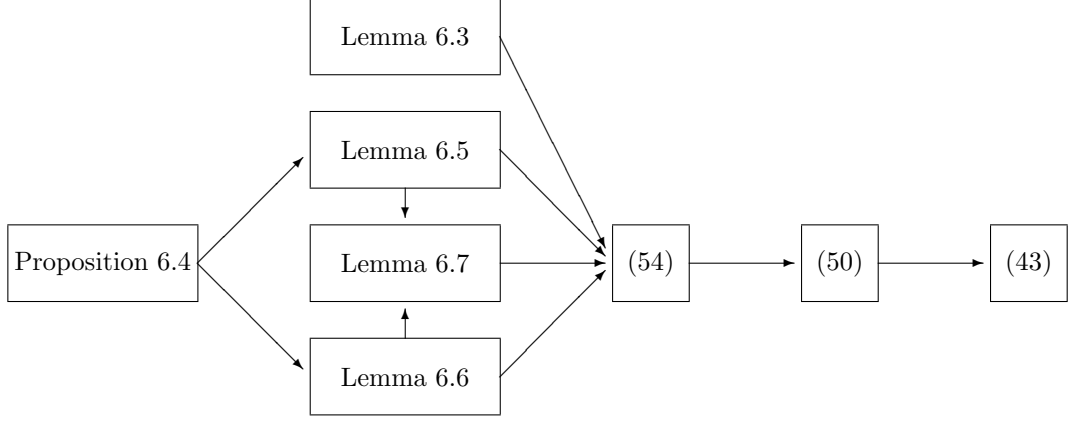 Lemma 6.3
Lemma 6.5
Proposition 6.4
Lemma 6.7
(54)
(50)
(43)
Lemma 6.6